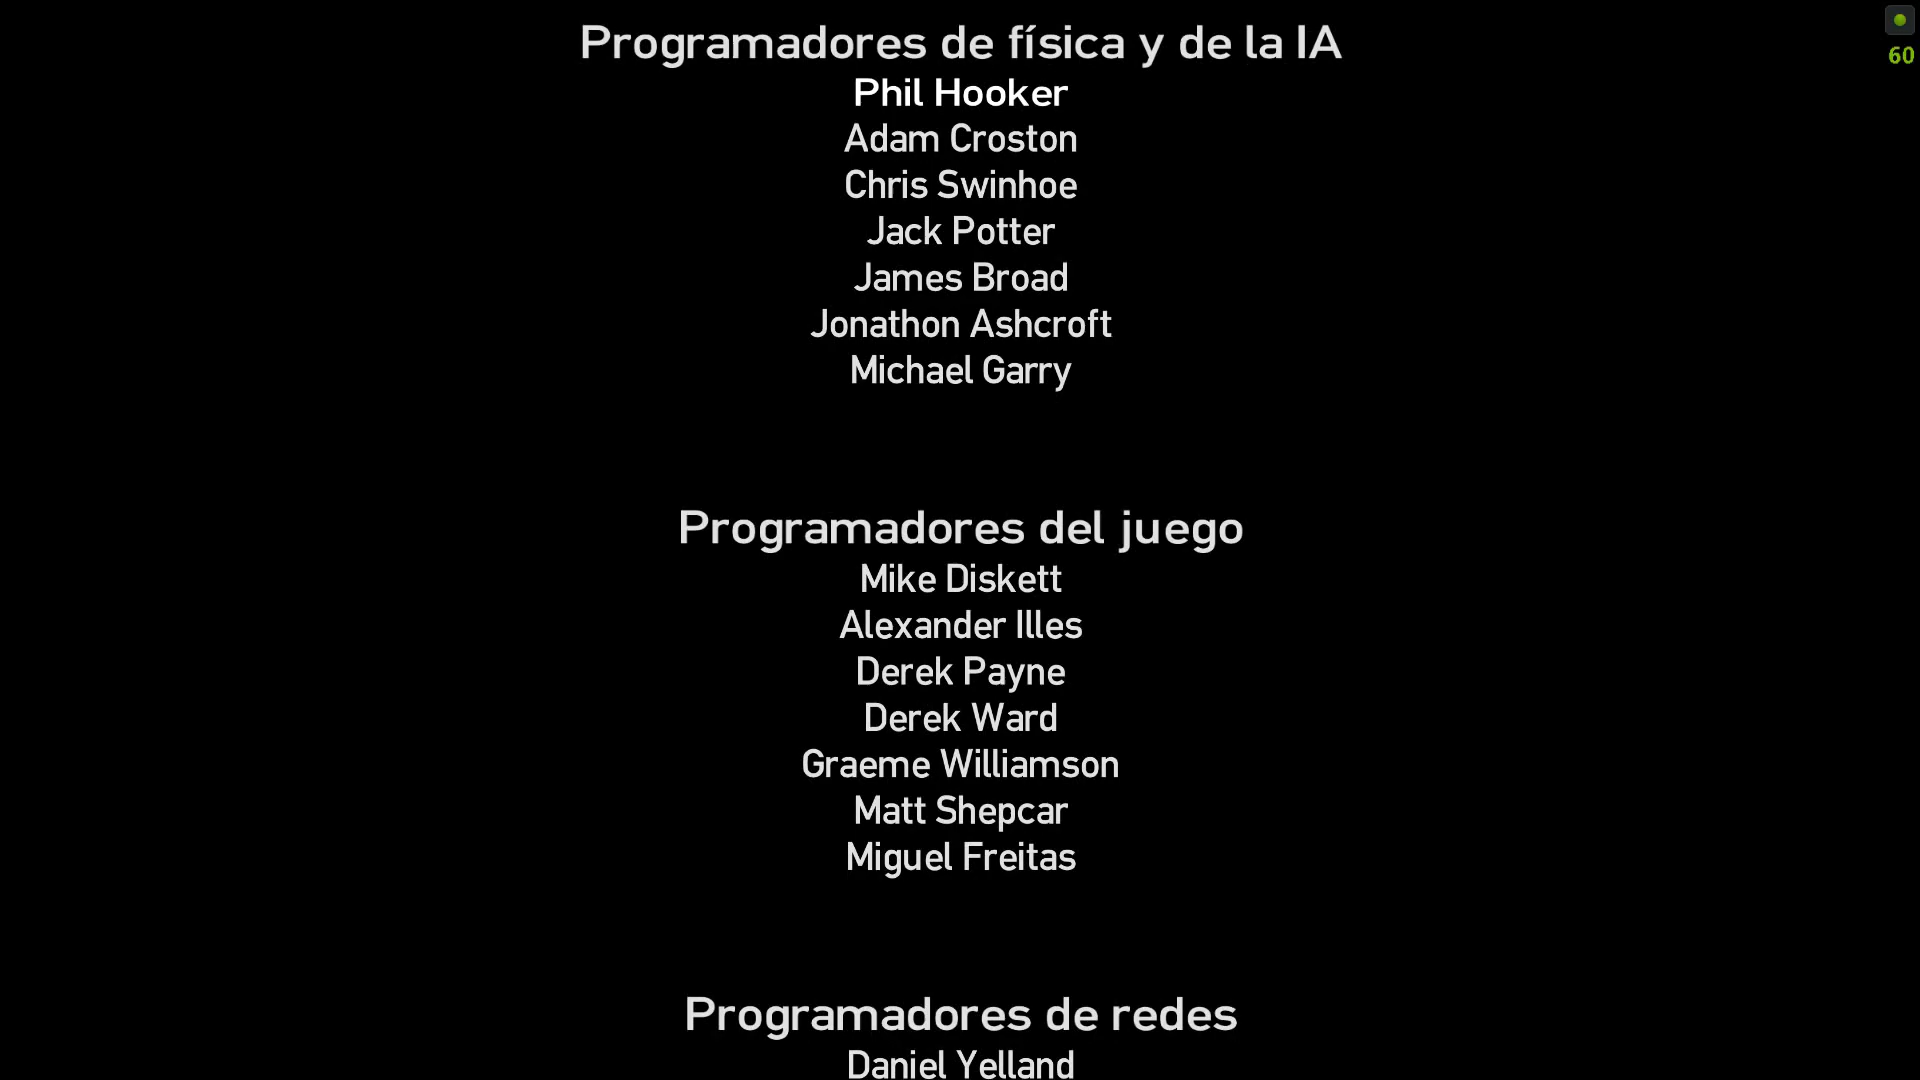 Programadores de física y de la IA
60
Phil Hooker
Adam Croston
Chris Swinhoe
Jack Potter
James Broad
Jonathon Ashcroft
Michael Garry
Programadores del juego
Mike Diskett
Alexander Illes
Derek Payne
Derek Ward
Graeme Williamson
Matt Shepcar
Miguel Freitas
Programadores de redes
Daniel Yelland